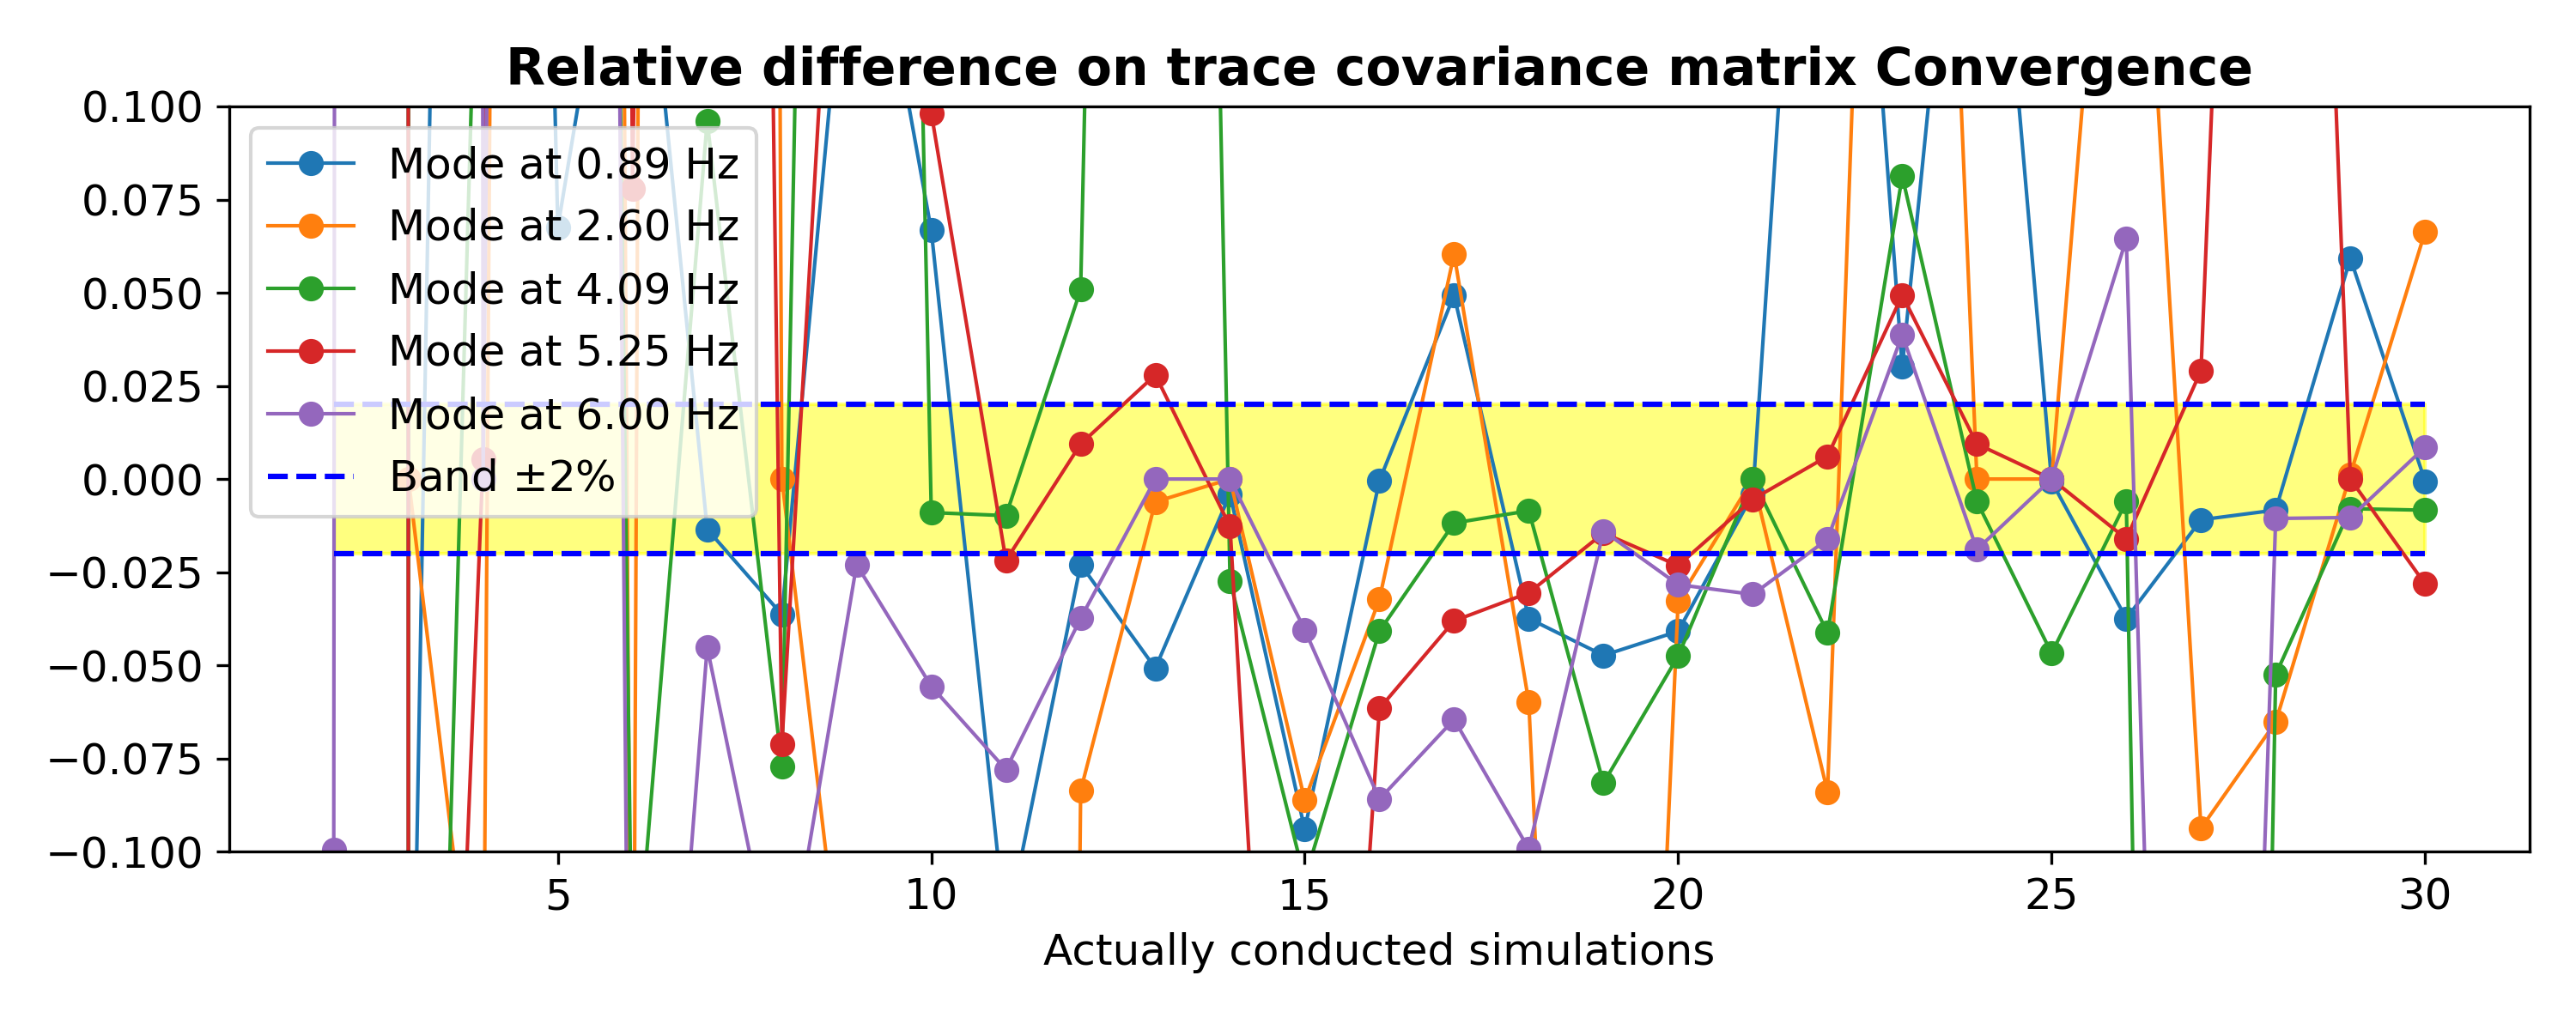 Relative difference on trace covariance matrix Convergence
0.100
0.075
0.050
0.025
0.000
−0.025
−0.050
−0.075
−0.100
Mode at 0.89 Hz
Mode at 2.60 Hz
Mode at 4.09 Hz
Mode at 5.25 Hz
Mode at 6.00 Hz
Band ±2%
5 10 15 20 25 30
Actually conducted simulations